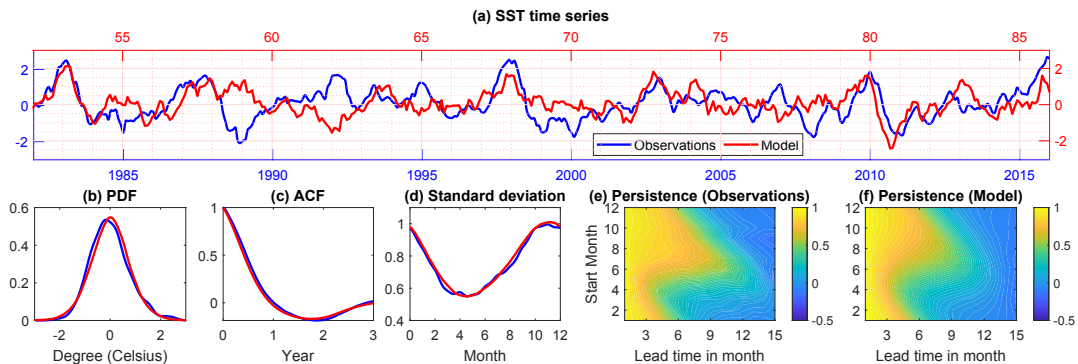 (a) SST time series
55 60 65 70 75 80 85
2 2
0 0
-2 -2
Observations Model
1985 1990 1995 2000 2005 2010 2015
(b) PDF (c) ACF (d) Standard deviation (e) Persistence (Observations) (f) Persistence (Model)
0.6 0.4 0.2 0
-2 0 2
Degree (Celsius)
1 0
0 1 2 3
Year
1 0.8 0.6 0.4
0 2 4 6 8 10 12
Month
Start Month
12 10 8 6 4 2
3 6 9 12 15
Lead time in month
1 0.5 0 -0.5
12 10 8 6 4 2
3 6 9 12 15
Lead time in month
1 0.5 0 -0.5